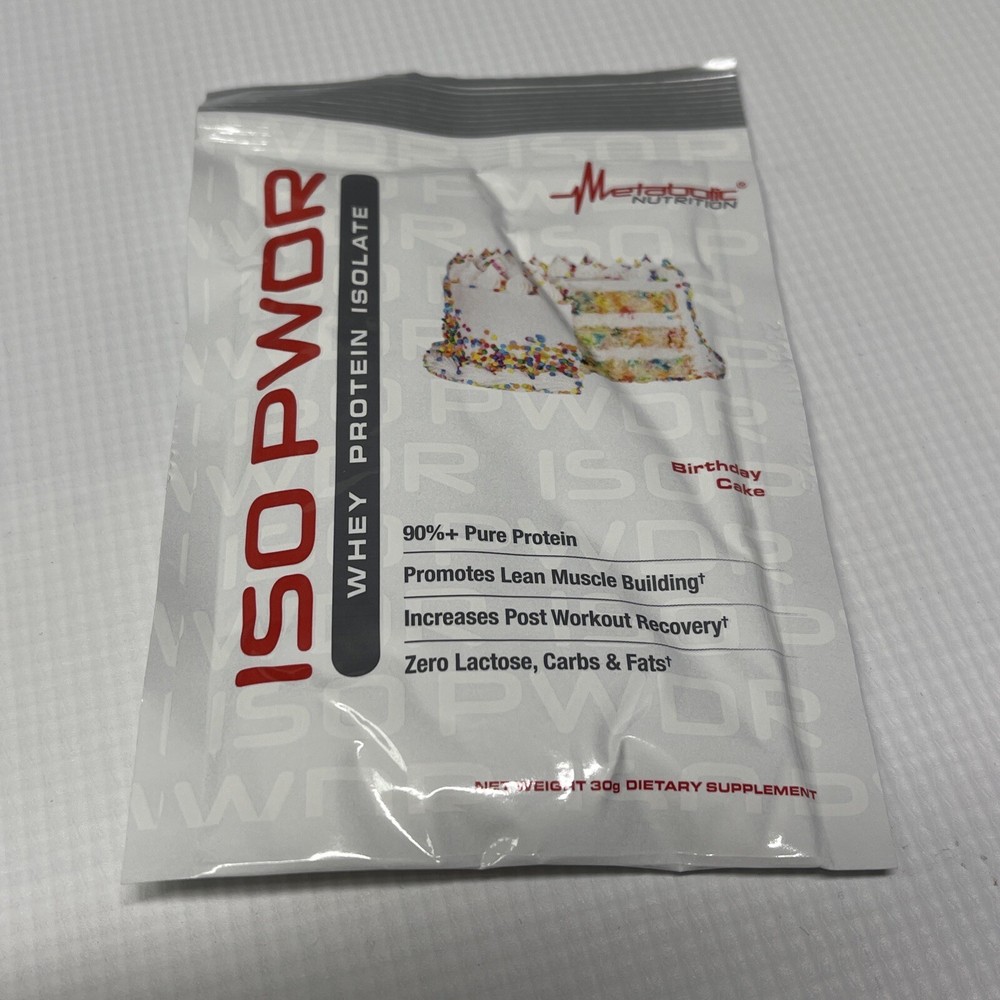 ISO PWDR
WHEY PROTEIN ISOLATE
Metabolic®
NUTRITION
Birthday
Cake
90%+ Pure Protein
Promotes Lean Muscle Building†
Increases Post Workout Recovery†
Zero Lactose, Carbs & Fats†
NET WEIGHT 30g DIETARY SUPPLEMENT